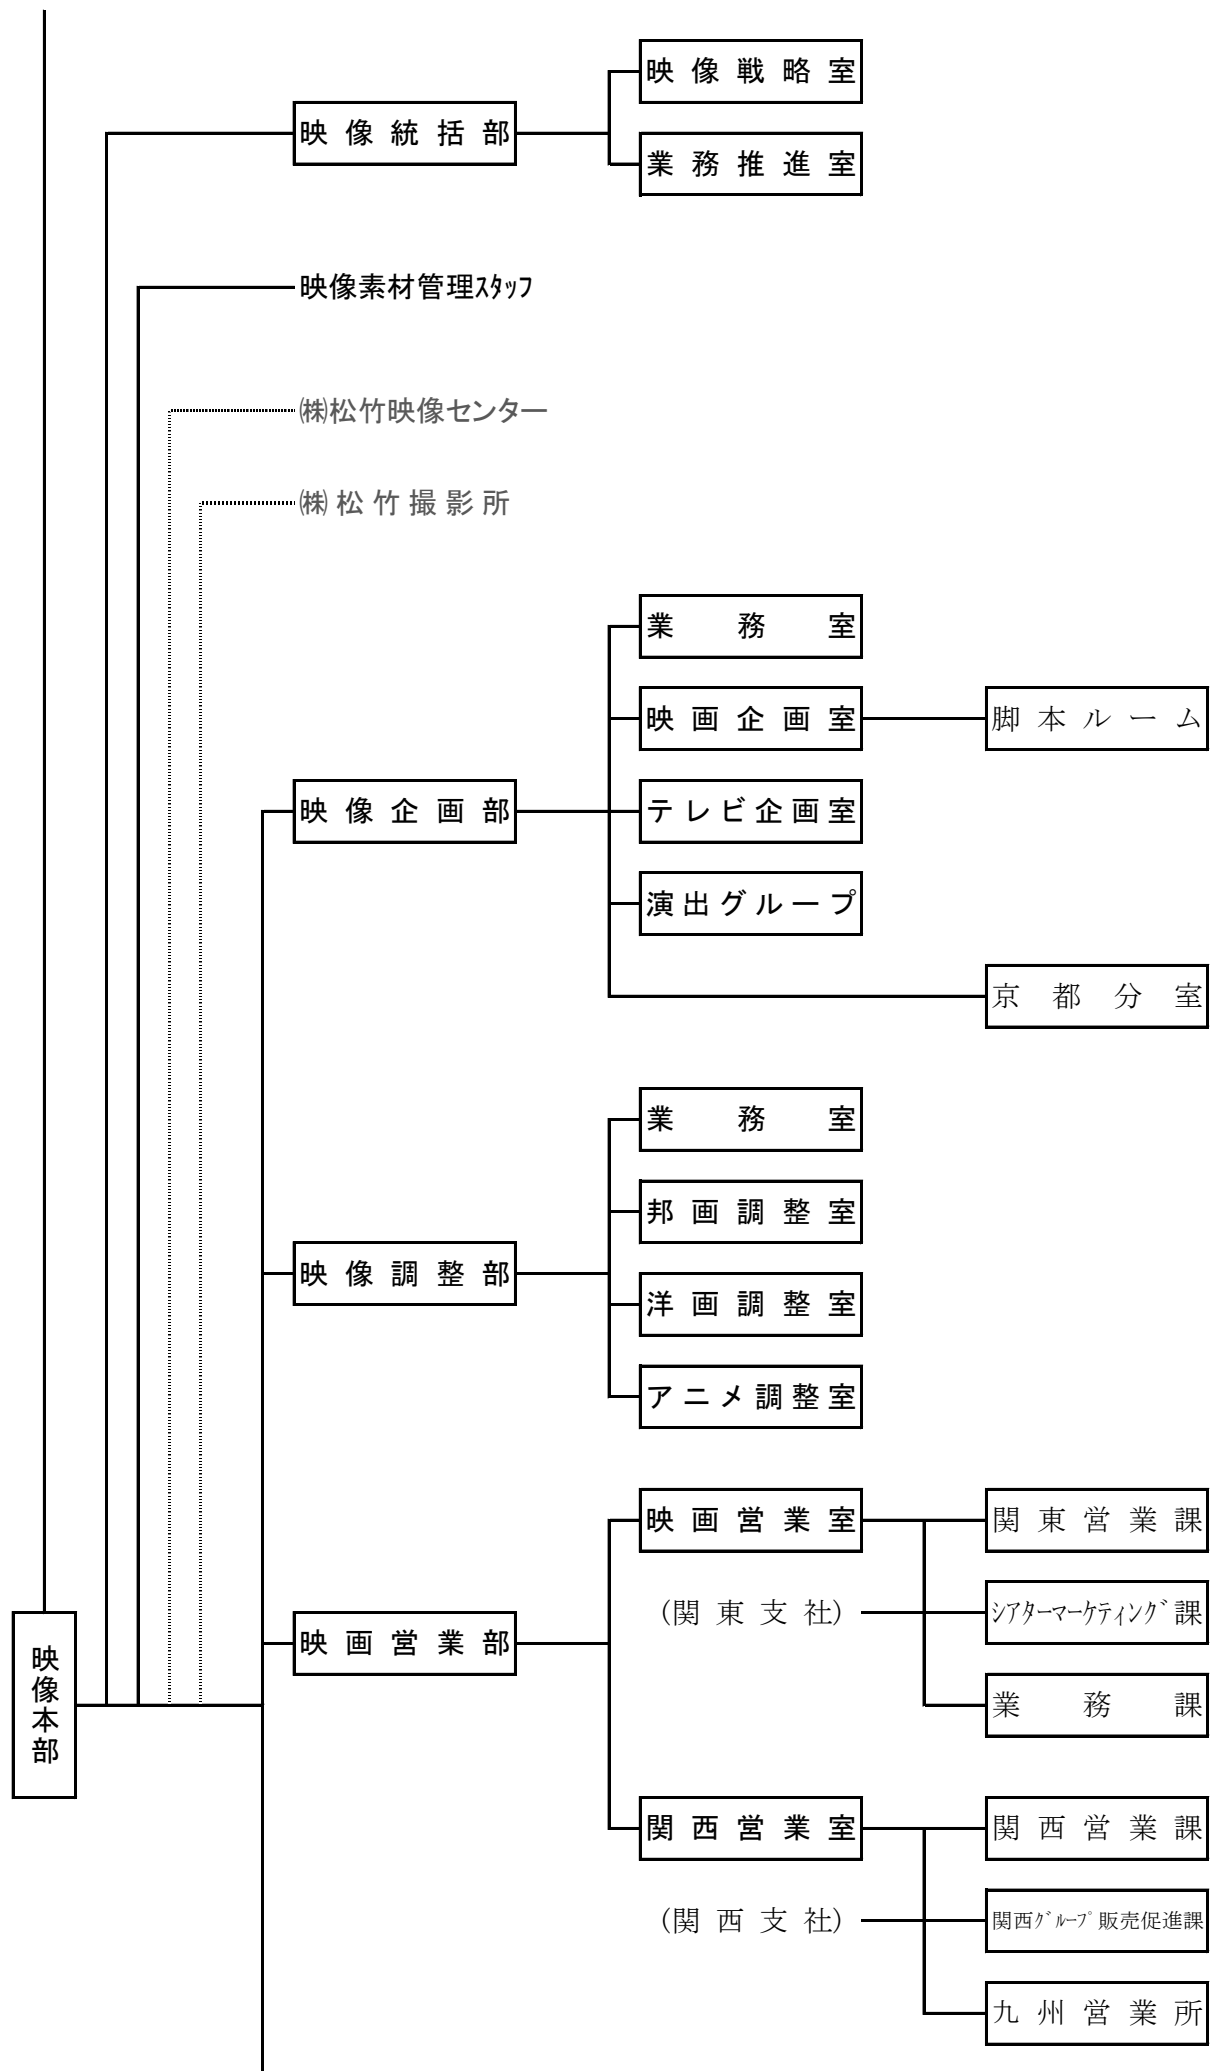 映像戦略室
映像統括部
業務推進室
映像素材管理ｽﾀｯﾌ
㈱松竹映像センター
㈱松竹撮影所
業務室
映画企画室
脚本ルーム
映像企画部
テレビ企画室
演出グループ
京都分室
業務室
邦画調整室
映像調整部
洋画調整室
アニメ調整室
映画営業室
関東営業課
(関東支社)
ｼｱﾀｰﾏｰｹﾃｨﾝｸﾞ課
映画営業部
映像本部
業務課
関西営業室
関西営業課
(関西支社)
関西ｸﾞﾙｰﾌﾟ販売促進課
九州営業所